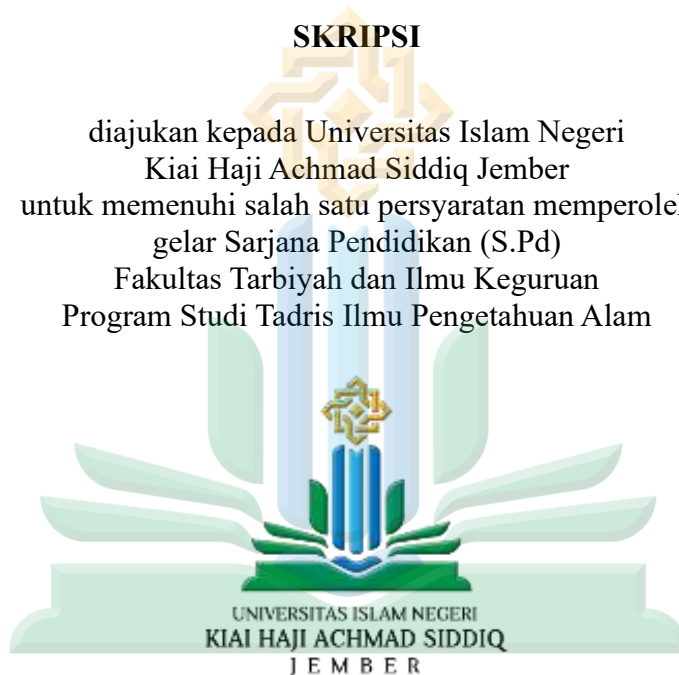 SKRIPSI
diajukan kepada Universitas Islam Negeri
Kiai Haji Achmad Siddiq Jember
untuk memenuhi salah satu persyaratan memperoleh
gelar Sarjana Pendidikan (S.Pd)
Fakultas Tarbiyah dan Ilmu Keguruan
Program Studi Tadris Ilmu Pengetahuan Alam
UNIVERSITAS ISLAM NEGERI
KIAI HAJI ACHMAD SIDDIQ
JEMBER